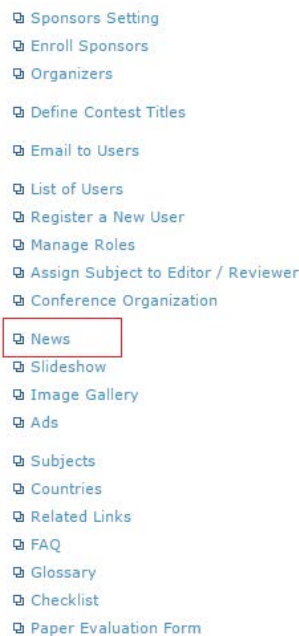 Sponsors Setting
Enroll Sponsors
Organizers
Define Contest Titles
Email to Users
List of Users
Register a New User
Manage Roles
Assign Subject to Editor / Reviewer
Conference Organization
News
Slideshow
Image Gallery
Ads
Subjects
Countries
Related Links
FAQ
Glossary
Checklist
Paper Evaluation Form